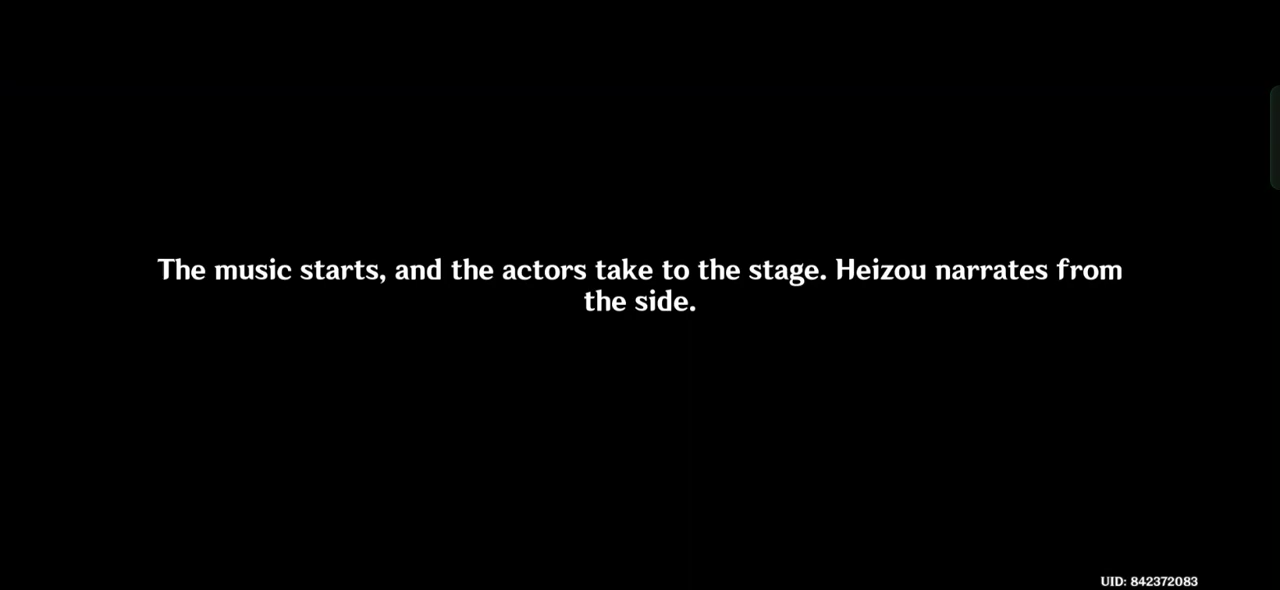 The music starts, and the actors take to the stage. Heizou narrates from
the side.
UID: 842372083